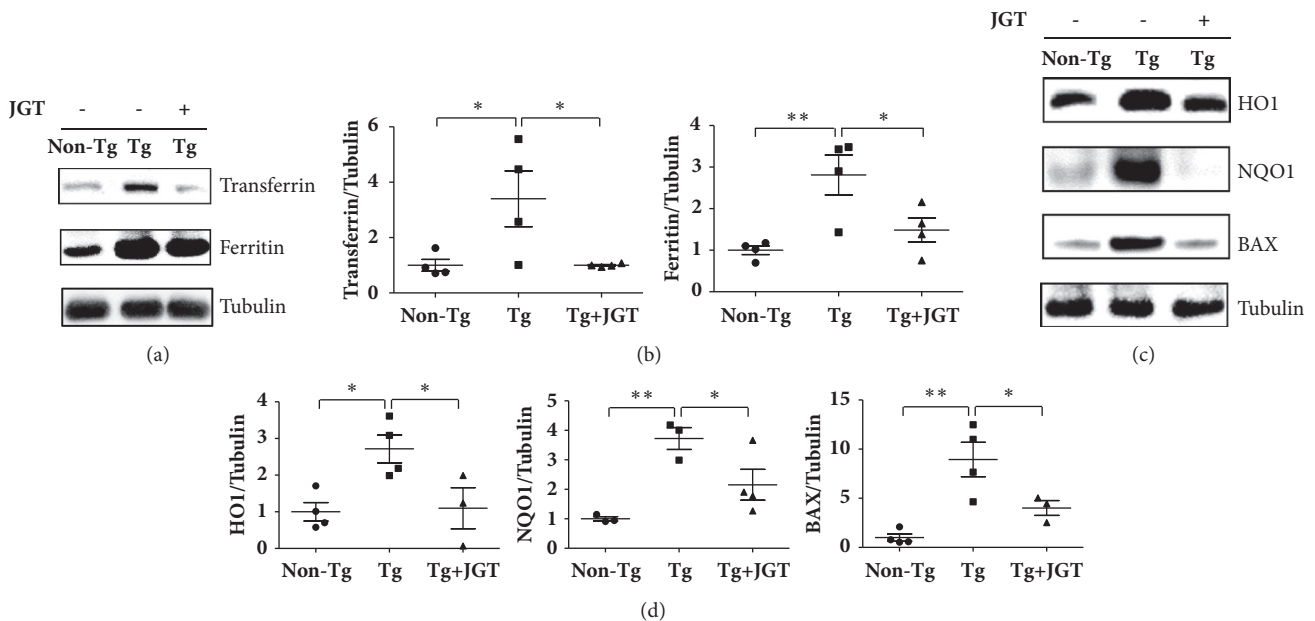 JGT - - +
Non-Tg Tg Tg
Transferrin
Ferritin
Tubulin
(a)
Transferrin/Tubulin
6
4
2
0
* *
Non-Tg Tg Tg+JGT
Ferritin/Tubulin
4
3
2
1
0
** *
Non-Tg Tg Tg+JGT
(b)
JGT - - +
Non-Tg Tg Tg
HO1
NQO1
BAX
Tubulin
(c)
HO1/Tubulin
4
3
2
1
0
* *
Non-Tg Tg Tg+JGT
NQO1/Tubulin
5
4
3
2
1
0
** *
Non-Tg Tg Tg+JGT
BAX/Tubulin
15
10
5
0
** *
Non-Tg Tg Tg+JGT
(d)